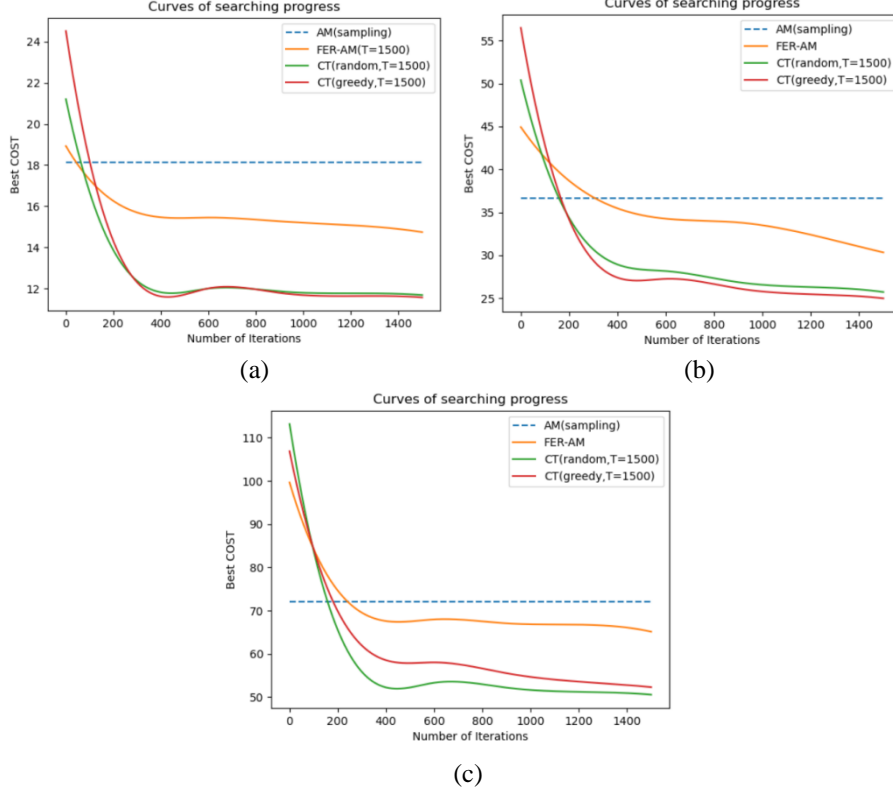 Curves of searching progress
24
22
20
18
16
14
12
Best COST
AM(sampling)
FER-AM(T=1500)
CT(random,T=1500)
CT(greedy,T=1500)
0 200 400 600 800 1000 1200 1400
Number of Iterations
(a)
Curves of searching progress
55
50
45
40
35
30
25
Best COST
AM(sampling)
FER-AM
CT(random,T=1500)
CT(greedy,T=1500)
0 200 400 600 800 1000 1200 1400
Number of Iterations
(b)
Curves of searching progress
110
100
90
80
70
60
50
Best COST
AM(sampling)
FER-AM
CT(random,T=1500)
CT(greedy,T=1500)
0 200 400 600 800 1000 1200 1400
Number of Iterations
(c)